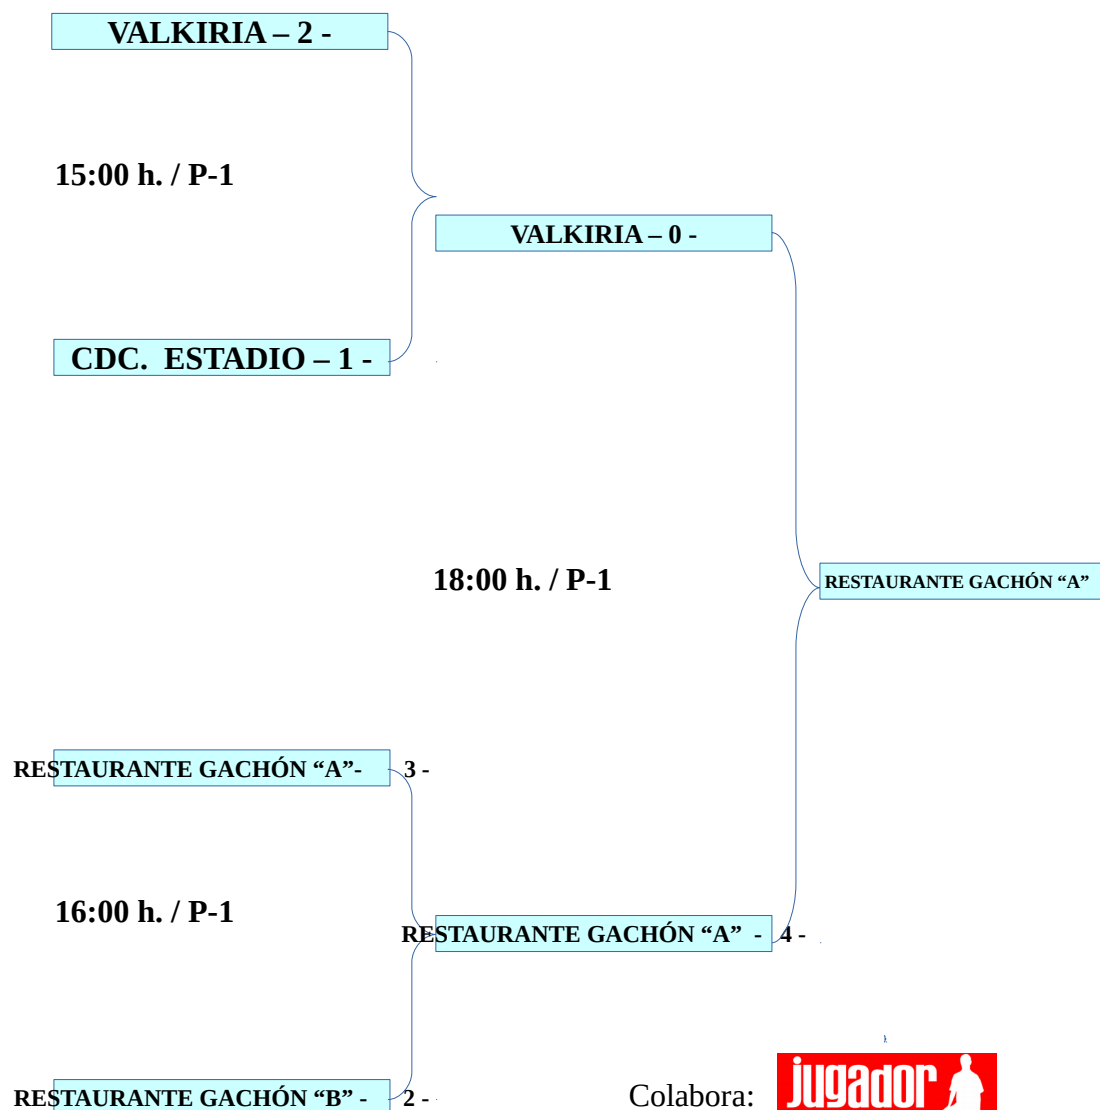 VALKIRIA – 2 -
15:00 h. / P-1
VALKIRIA – 0 -
CDC.  ESTADIO – 1 -
18:00 h. / P-1
RESTAURANTE GACHÓN “A”
RESTAURANTE GACHÓN “A”-  3 -
16:00 h. / P-1
RESTAURANTE GACHÓN “A”  -  4 -
RESTAURANTE GACHÓN “B” -  2 -
Colabora:
jugador